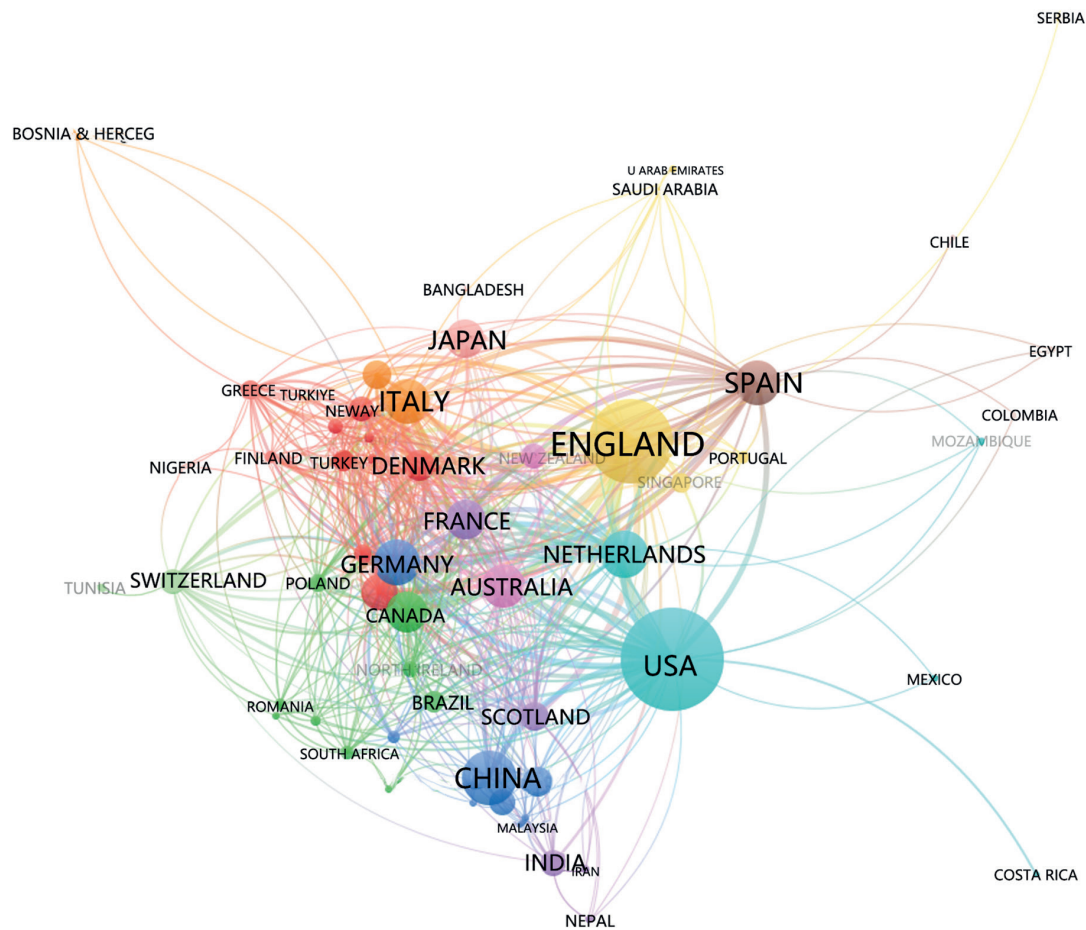 SERBIA
BOSNIA & HERCEG
U ARAB EMIRATES
SAUDI ARABIA
CHILE
BANGLADESH
JAPAN
EGYPT
SPAIN
GREECE
TURKIYE
ITALY
NEWAY
COLOMBIA
ENGLAND
MOZAMBIQUE
NIGERIA
FINLAND
TURKEY
DENMARK
NEW ZEALAND
PORTUGAL
SINGAPORE
FRANCE
NETHERLANDS
GERMANY
TUNISIA
SWITZERLAND
POLAND
AUSTRALIA
CANADA
NORTH IRELAND
USA
MEXICO
ROMANIA
BRAZIL
SCOTLAND
SOUTH AFRICA
CHINA
MALAYSIA
INDIA
IRAN
COSTA RICA
NEPAL